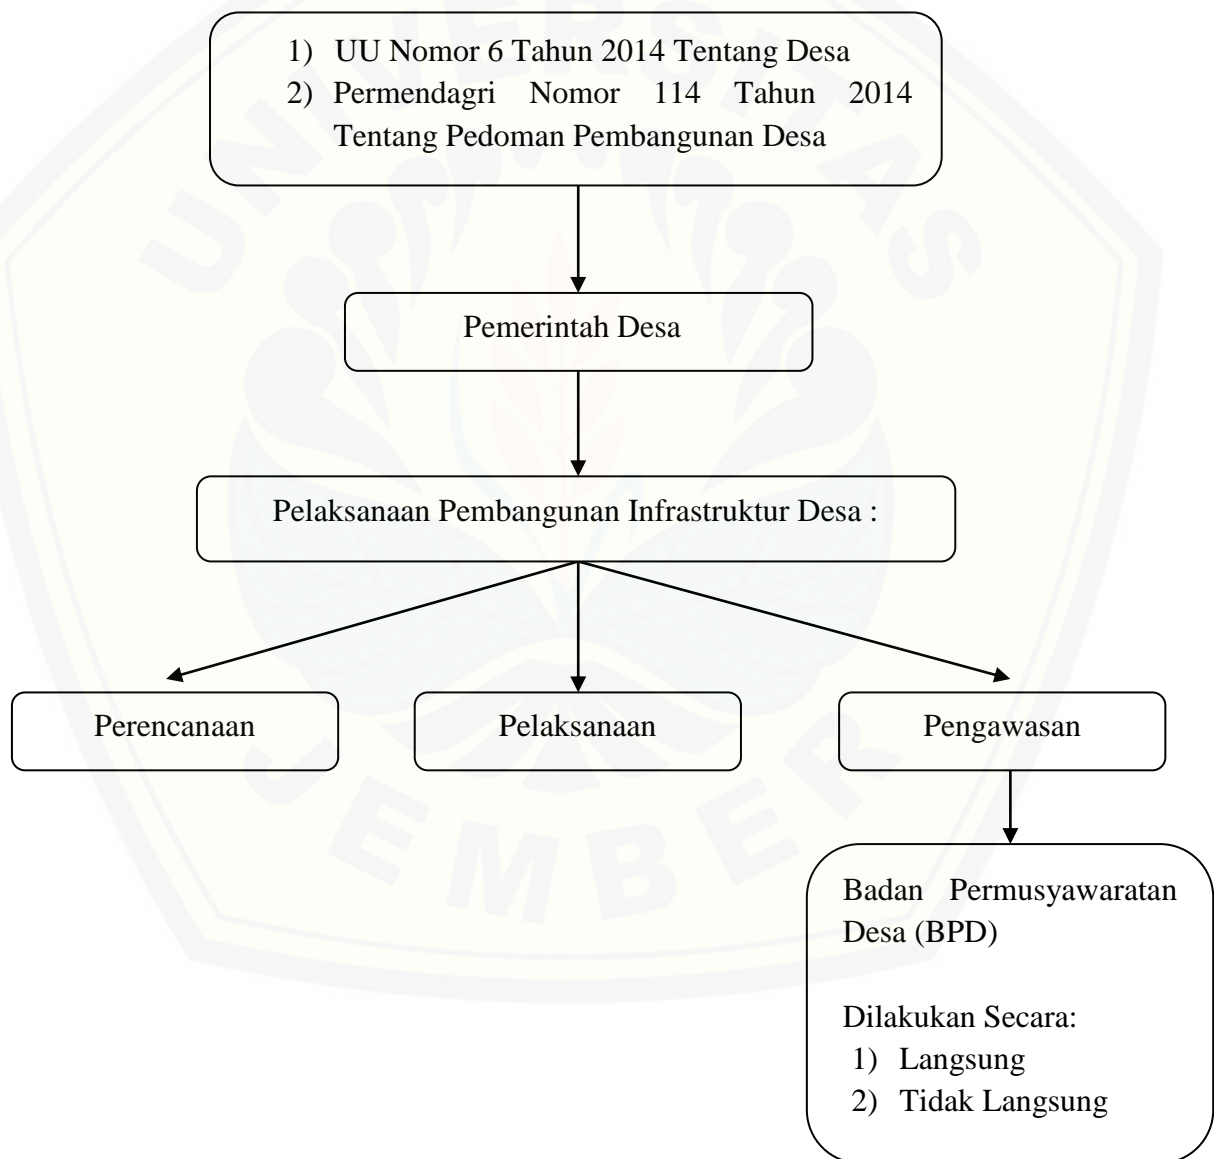 1) UU Nomor 6 Tahun 2014 Tentang Desa
2) Permendagri Nomor 114 Tahun 2014
Tentang Pedoman Pembangunan Desa
Pemerintah Desa
Pelaksanaan Pembangunan Infrastruktur Desa :
Perencanaan
Pelaksanaan
Pengawasan
Badan Permusyawaratan
Desa (BPD)
Dilakukan Secara:
1) Langsung
2) Tidak Langsung
UNIVERSITAS
JEMBER